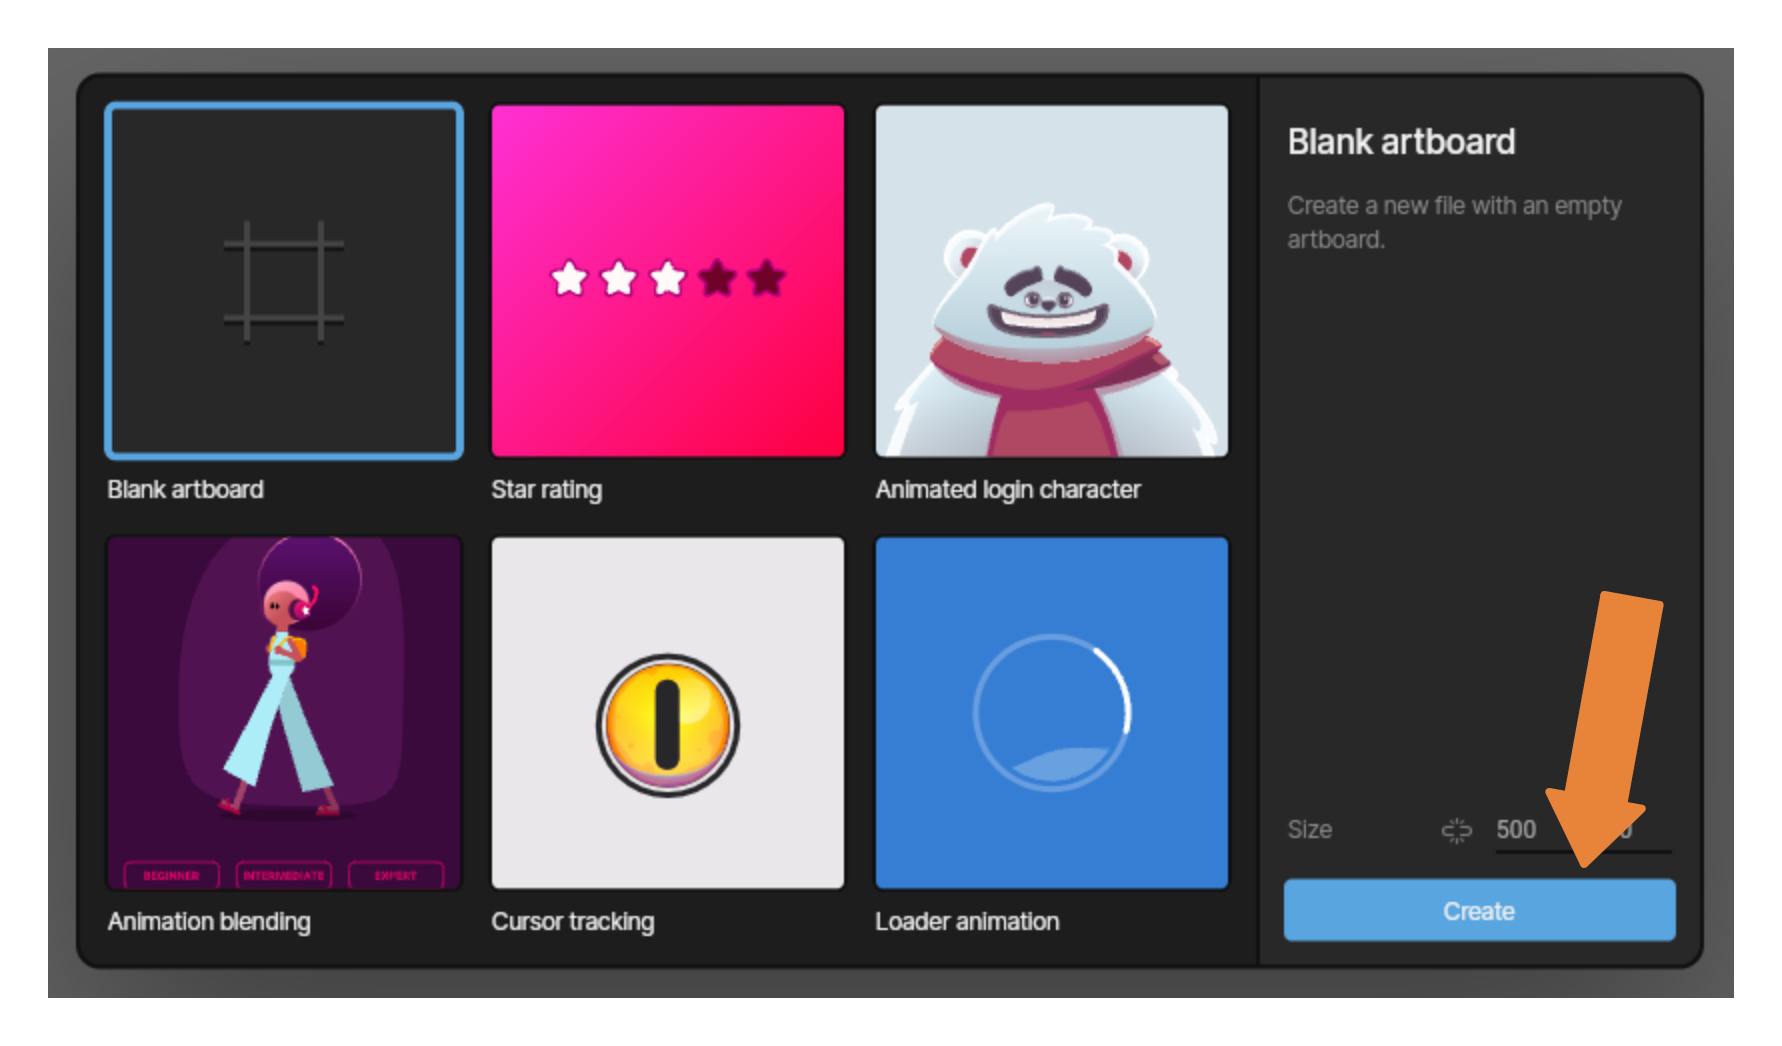 Blank artboard
Star rating
Animated login character
BEGINNER
INTERMEDIATE
EXPERT
Animation blending
Cursor tracking
Loader animation
Blank artboard
Create a new file with an empty
artboard.
Size 500
Create